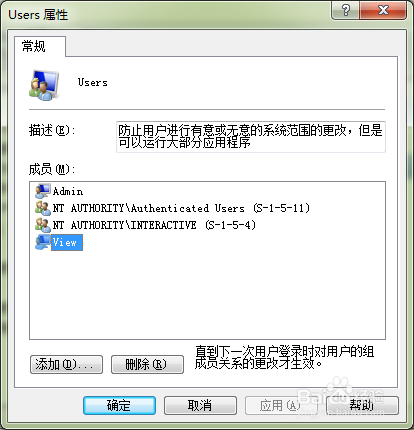 Users 属性
常规
Users
描述(E):
防止用户进行有意或无意的系统范围的更改，但是
可以运行大部分应用程序
成员(M):
Admin
NT AUTHORITY\Authenticated Users (S-1-5-11)
NT AUTHORITY\INTERACTIVE (S-1-5-4)
View
添加(D)...
删除(R)
直到下一次用户登录时对用户的组
成员关系的更改才生效。
确定
取消
应用(A)
帮助
Baidu 经验